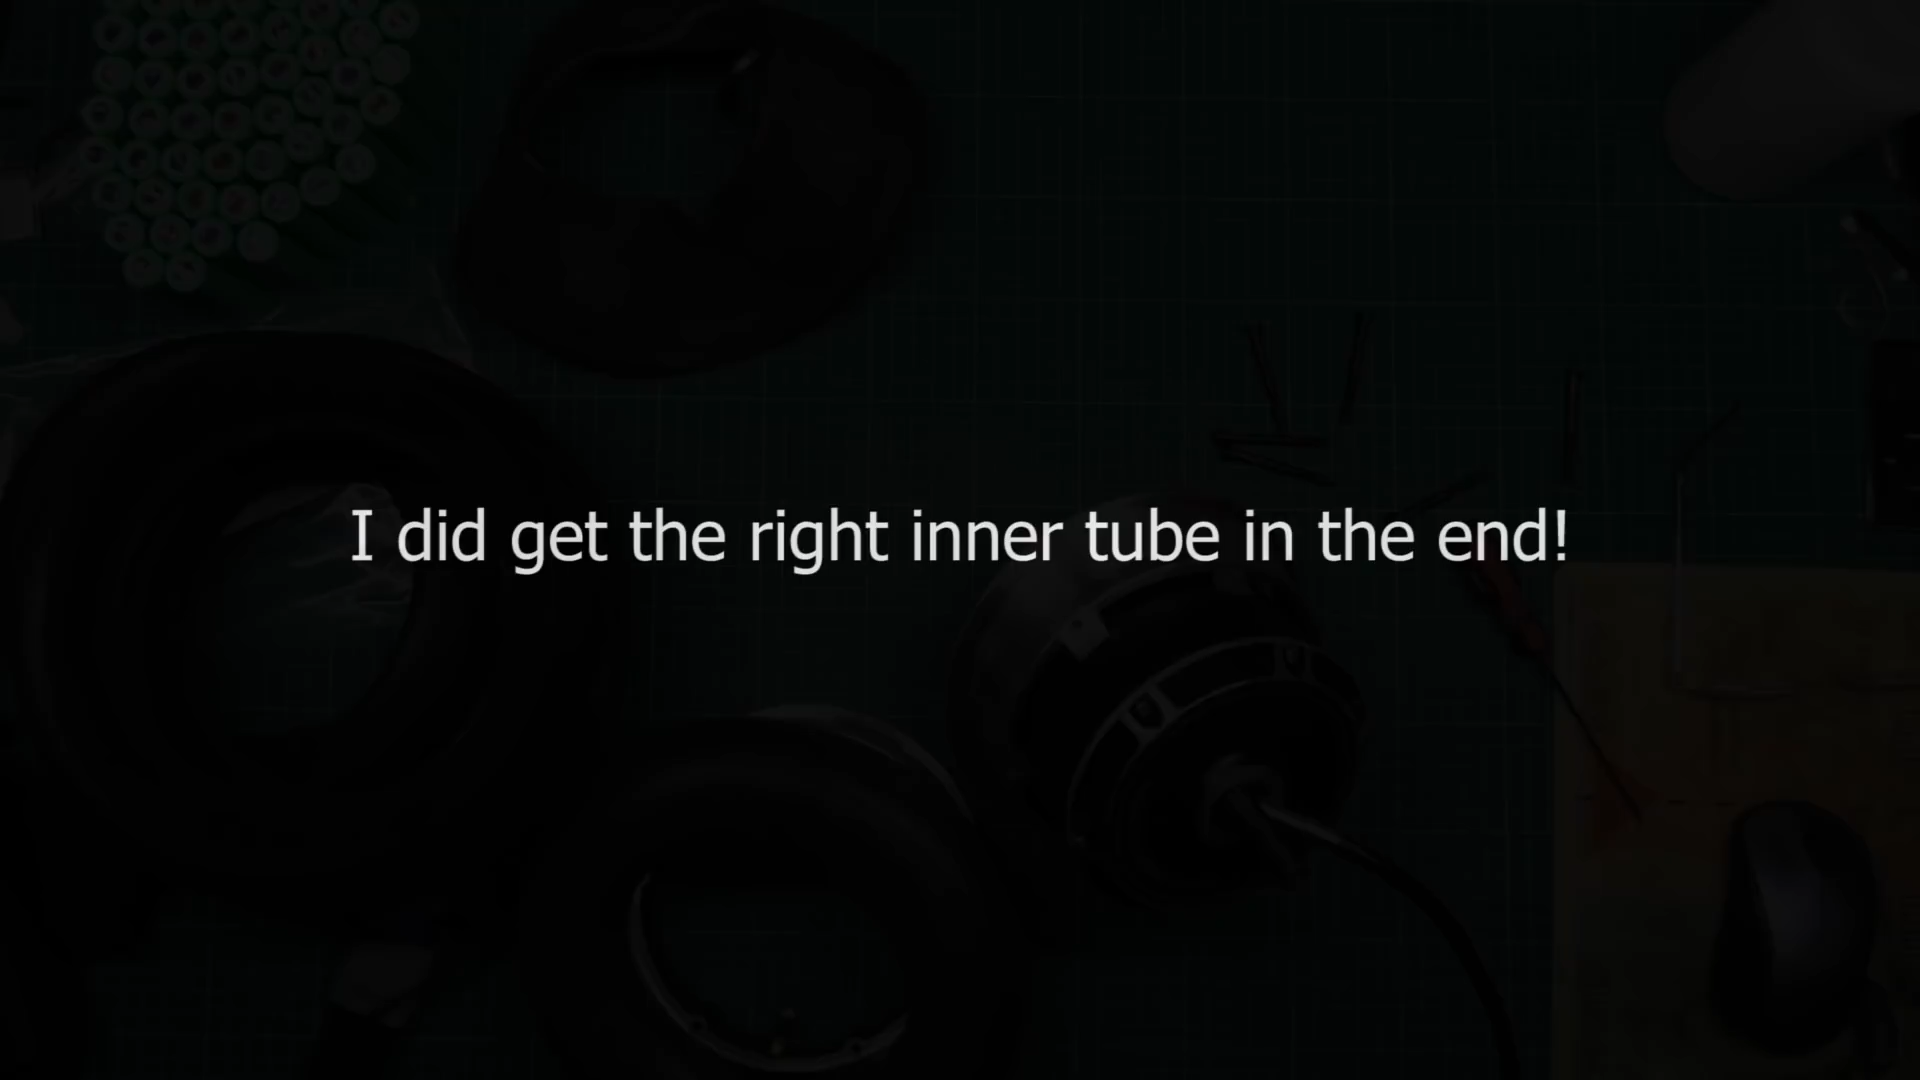 I did get the right inner tube in the end!